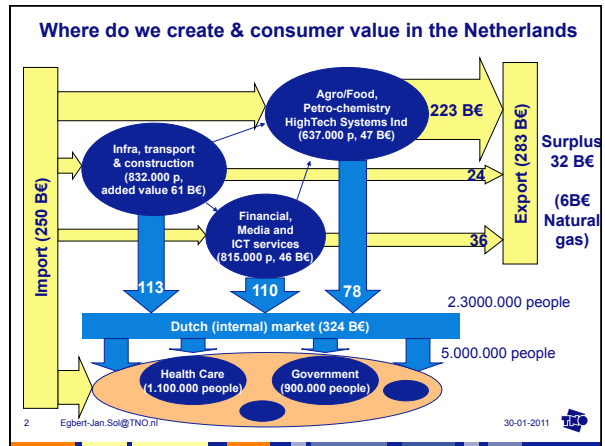 Where do we create & consumer value in the Netherlands
Agro/Food,
Petro-chemistry
HighTech Systems Ind
(637.000 p, 47 B€)
223 B€
Infra, transport
& construction
(832.000 p,
added value 61 B€)
Import (250 B€)
Export (283 B€)
Surplus
32 B€
(6B€
Natural
gas)
24
Financial,
Media and
ICT services
(815.000 p, 46 B€)
36
113
110
78
2.3000.000 people
Dutch (internal) market (324 B€)
5.000.000 people
Health Care
(1.100.000 people)
Government
(900.000 people)
2 Egbert-Jan.Sol@TNO.nl 30-01-2011 TNO